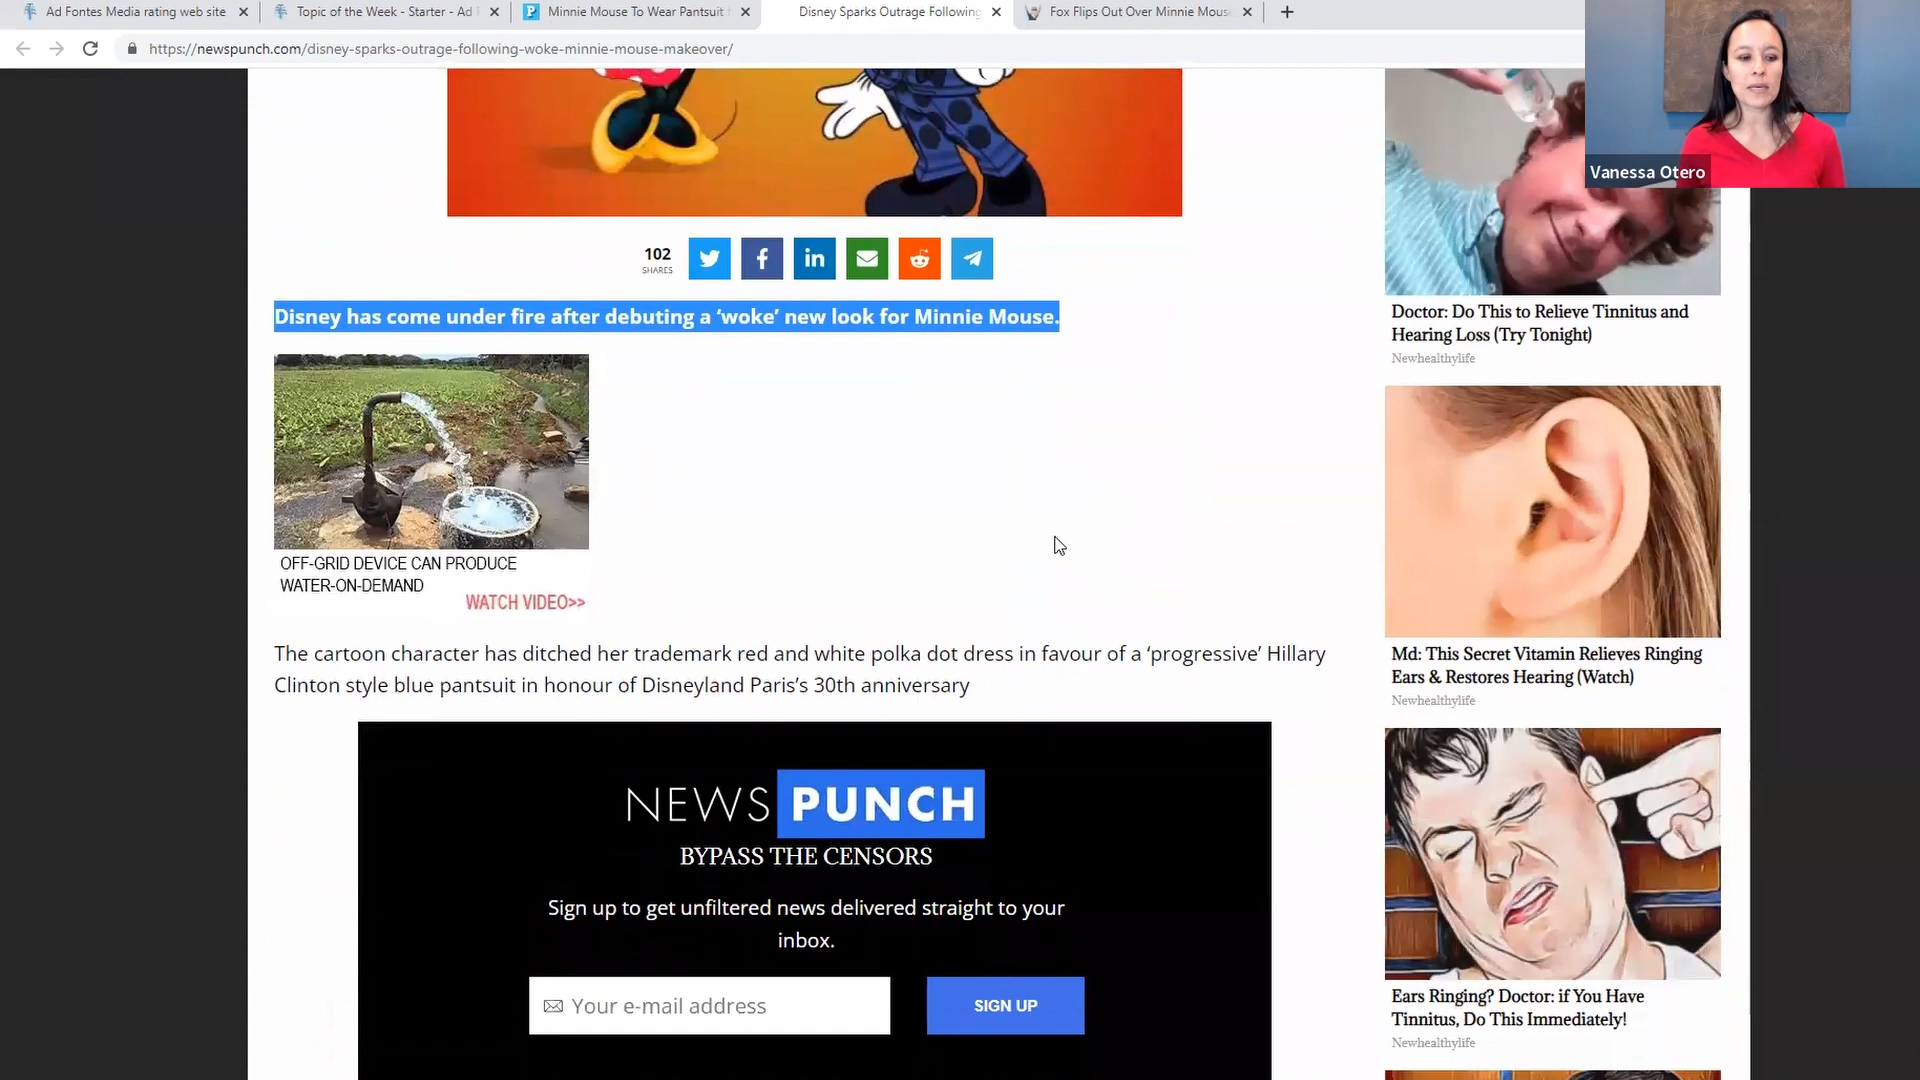 Ad Fontes Media rating web site
Topic of the Week - Starter - Ad F
Minnie Mouse To Wear Pantsuit
Disney Sparks Outrage Following
Fox Flips Out Over Minnie Mous
https://newspunch.com/disney-sparks-outrage-following-woke-minnie-mouse-makeover/
Vanessa Otero
102
SHARES
Disney has come under fire after debuting a ‘woke’ new look for Minnie Mouse.
OFF-GRID DEVICE CAN PRODUCE
WATER-ON-DEMAND
WATCH VIDEO>>
The cartoon character has ditched her trademark red and white polka dot dress in favour of a ‘progressive’ Hillary
Clinton style blue pantsuit in honour of Disneyland Paris’s 30th anniversary
NEWS PUNCH
BYPASS THE CENSORS
Sign up to get unfiltered news delivered straight to your
inbox.
Your e-mail address
SIGN UP
Doctor: Do This to Relieve Tinnitus and
Hearing Loss (Try Tonight)
Newhealthylife
Md: This Secret Vitamin Relieves Ringing
Ears & Restores Hearing (Watch)
Newhealthylife
Ears Ringing? Doctor: if You Have
Tinnitus, Do This Immediately!
Newhealthylife